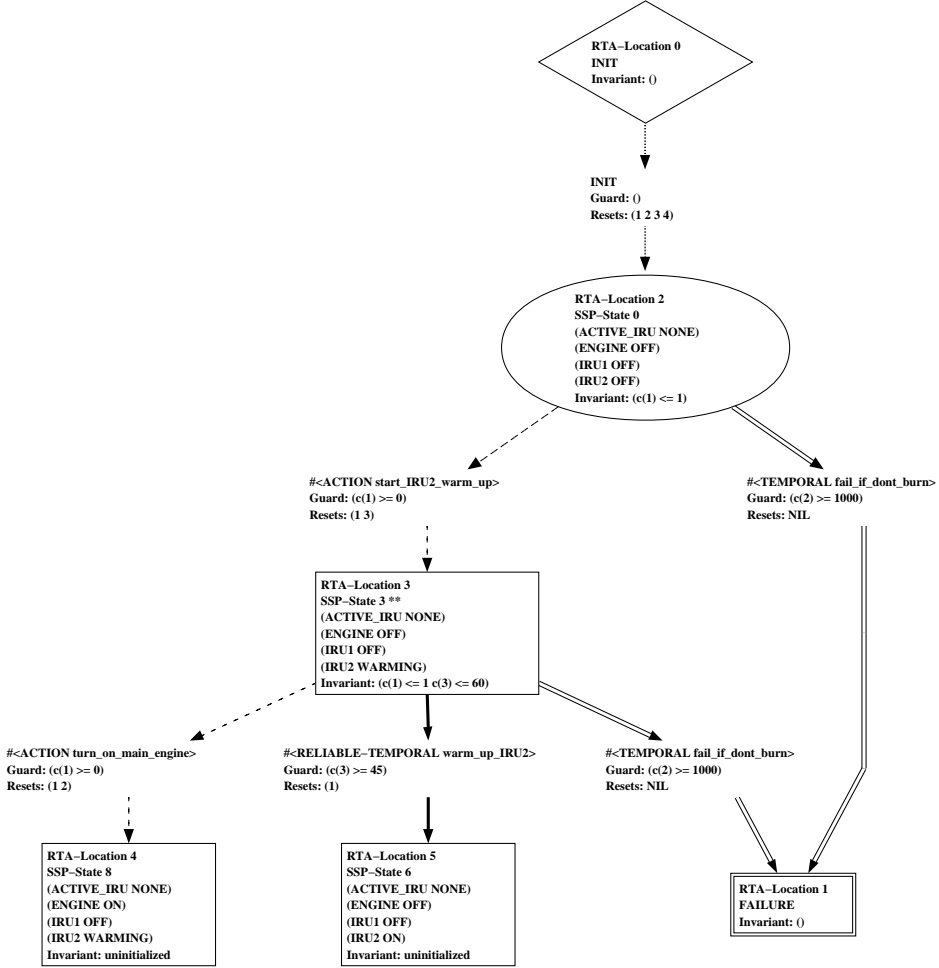 RTA−Location 0
INIT
Invariant: ()
INIT
Guard: ()
Resets: (1 2 3 4)
RTA−Location 2
SSP−State 0
(ACTIVE_IRU NONE)
(ENGINE OFF)
(IRU1 OFF)
(IRU2 OFF)
Invariant: (c(1) <= 1)
#<ACTION start_IRU2_warm_up>
Guard: (c(1) >= 0)
Resets: (1 3)
#<TEMPORAL fail_if_dont_burn>
Guard: (c(2) >= 1000)
Resets: NIL
RTA−Location 3
SSP−State 3 **
(ACTIVE_IRU NONE)
(ENGINE OFF)
(IRU1 OFF)
(IRU2 WARMING)
Invariant: (c(1) <= 1 c(3) <= 60)
#<ACTION turn_on_main_engine>
Guard: (c(1) >= 0)
Resets: (1 2)
#<RELIABLE−TEMPORAL warm_up_IRU2>
Guard: (c(3) >= 45)
Resets: (1)
#<TEMPORAL fail_if_dont_burn>
Guard: (c(2) >= 1000)
Resets: NIL
RTA−Location 4
SSP−State 8
(ACTIVE_IRU NONE)
(ENGINE ON)
(IRU1 OFF)
(IRU2 WARMING)
Invariant: uninitialized
RTA−Location 5
SSP−State 6
(ACTIVE_IRU NONE)
(ENGINE OFF)
(IRU1 OFF)
(IRU2 ON)
Invariant: uninitialized
RTA−Location 1
FAILURE
Invariant: ()